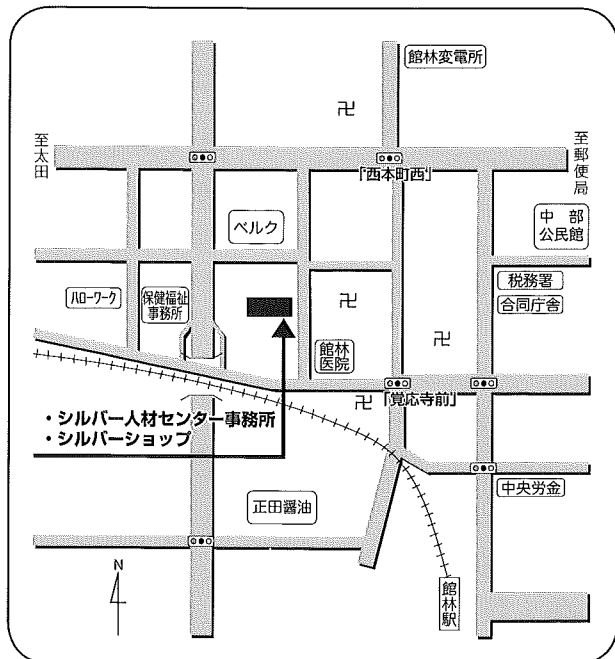 館林変電所
至太田
至郵便局
「西本町西」
中部
公民館
ベルク
税務署
合同庁舎
ハローワーク
保健福祉
事務所
館林
医院
「覚応寺前」
・シルバー人材センター事務所
・シルバーショップ
中央労金
正田醤油
N
館林駅